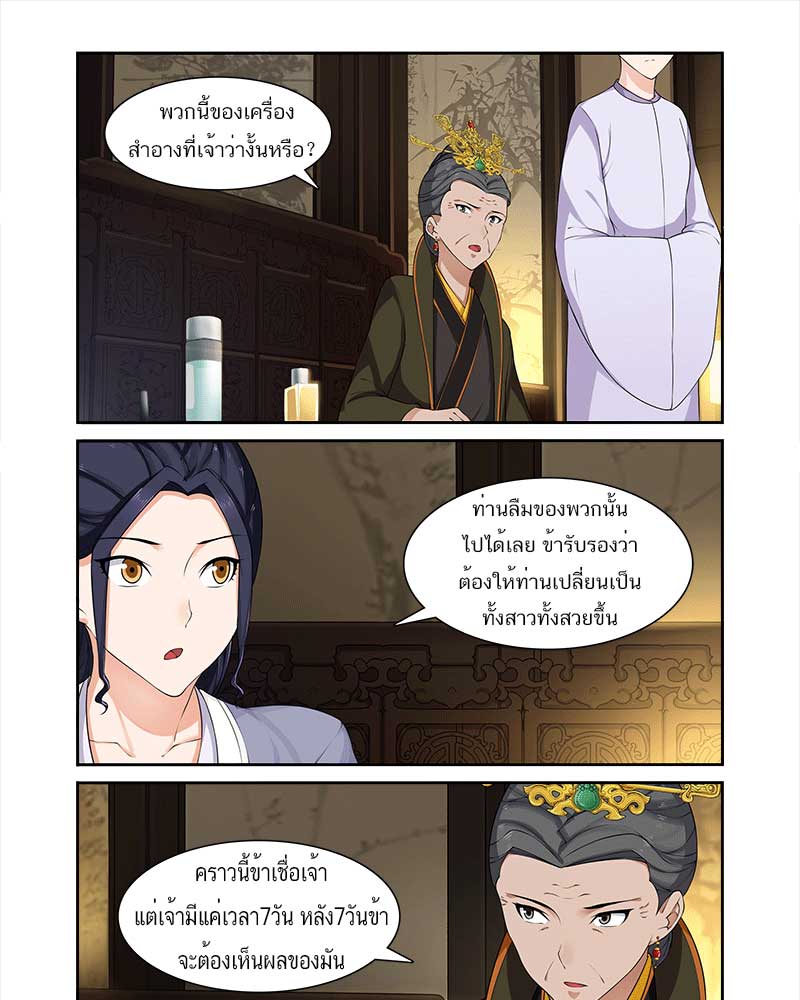 พวกนี้ของเครื่อง
สำอางที่เจ้าว่างั้นหรือ?
ท่านลืมของพวกนั้น
ไปได้เลย ข้ารับรองว่า
ต้องให้ท่านเปลี่ยนเป็น
ทั้งสาวทั้งสวยขึ้น
คราวนี้ข้าเชื่อเจ้า
แต่เจ้ามีแค่เวลา7วัน หลัง7วันข้า
จะต้องเห็นผลของมัน